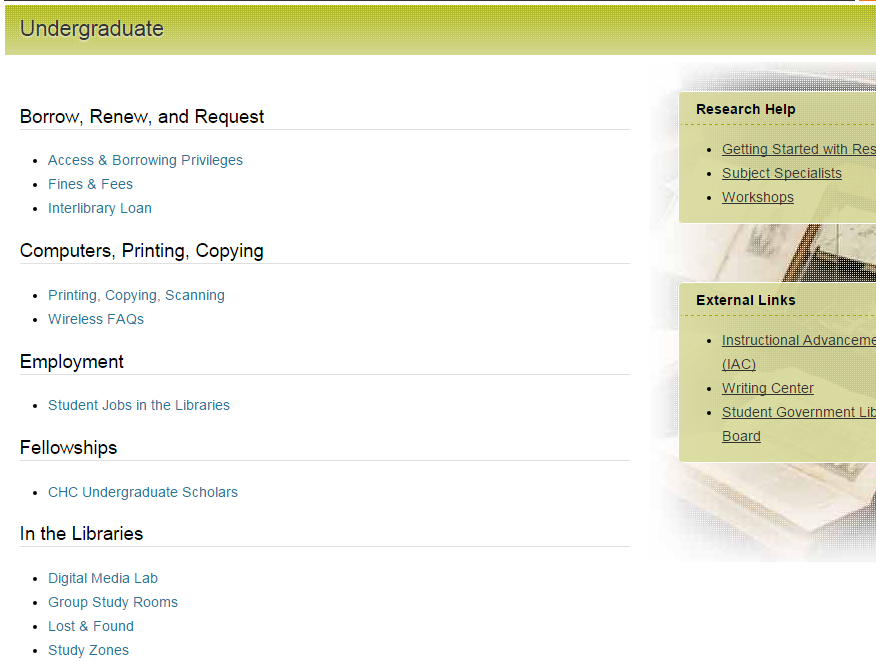 Undergraduate
Borrow, Renew, and Request
Access & Borrowing Privileges
Fines & Fees
Interlibrary Loan
Computers, Printing, Copying
Printing, Copying, Scanning
Wireless FAQs
Employment
Student Jobs in the Libraries
Fellowships
CHC Undergraduate Scholars
In the Libraries
Digital Media Lab
Group Study Rooms
Lost & Found
Study Zones
Research Help
Getting Started with Res
Subject Specialists
Workshops
External Links
Instructional Advanceme
(IAC)
Writing Center
Student Government Lib
Board